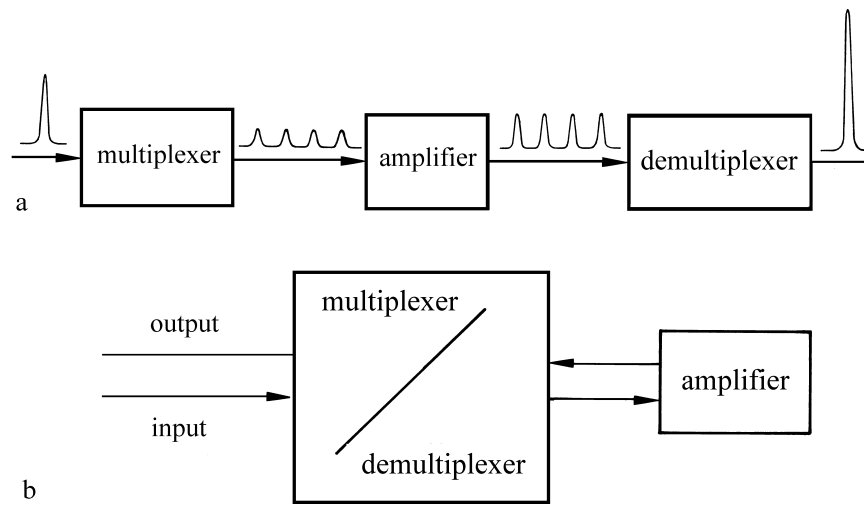 multiplexer
amplifier
demultiplexer
a
multiplexer
output
amplifier
input
demultiplexer
b